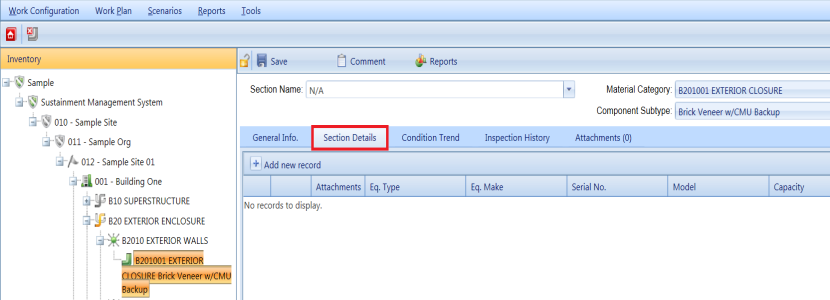 Work Configuration Work Plan Scenarios Reports Tools
Inventory
Sample
Sustainment Management System
010 - Sample Site
011 - Sample Org
012 - Sample Site 01
001 - Building One
B10 SUPERSTRUCTURE
B20 EXTERIOR ENCLOSURE
B2010 EXTERIOR WALLS
B201001 EXTERIOR
CLOSURE Brick Veneer w/CMU
Backup
Save Comment Reports
Section Name: N/A Material Category: B201001 EXTERIOR CLOSURE
Component Subtype: Brick Veneer w/CMU Backup
General Info. Section Details Condition Trend Inspection History Attachments (0)
Add new record
Attachments Eq. Type Eq. Make Serial No. Model Capacity
No records to display.